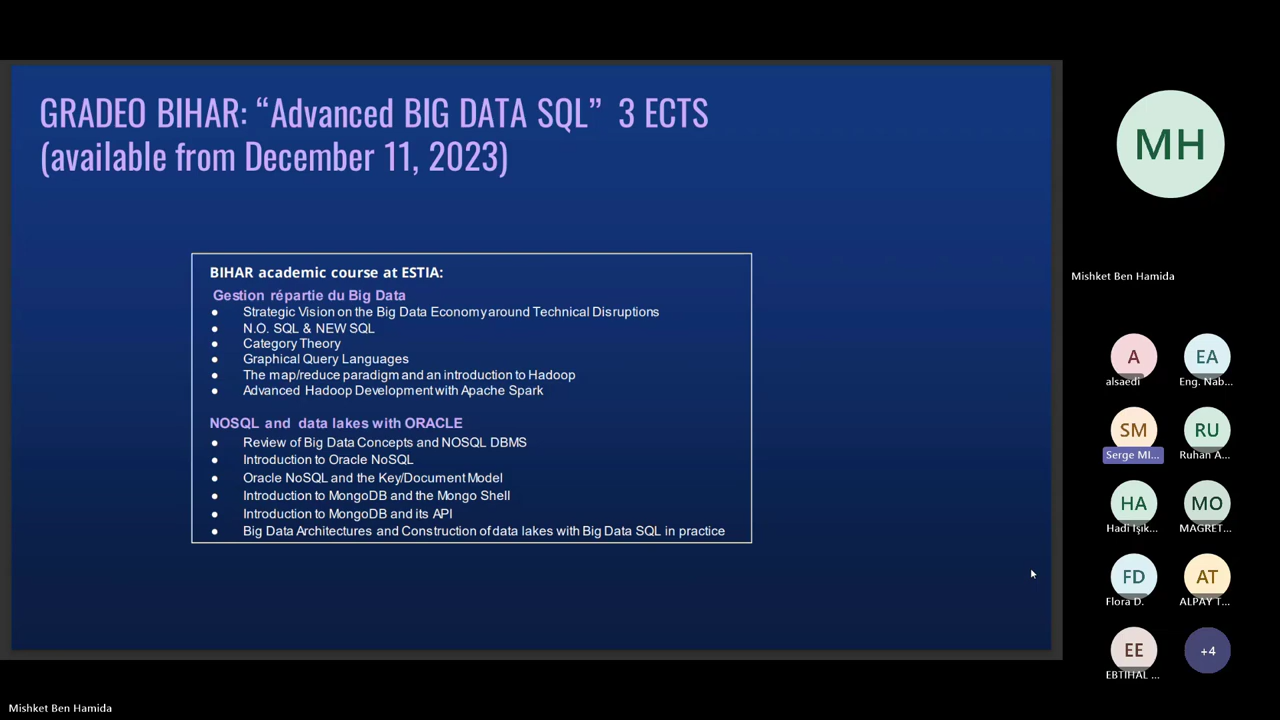 GRADEO BIHAR: “Advanced BIG DATA SQL” 3 ECTS
(available from December 11, 2023)
BIHAR academic course at ESTIA:
Gestion répartie du Big Data
● Strategic Vision on the Big Data Economy around Technical Disruptions
● N.O. SQL & NEW SQL
● Category Theory
● Graphical Query Languages
● The map/reduce paradigm and an introduction to Hadoop
● Advanced Hadoop Development with Apache Spark
NOSQL and data lakes with ORACLE
● Review of Big Data Concepts and NOSQL DBMS
● Introduction to Oracle NoSQL
● Oracle NoSQL and the Key/Document Model
● Introduction to MongoDB and the Mongo Shell
● Introduction to MongoDB and its API
● Big Data Architectures and Construction of data lakes with Big Data SQL in practice
MH
Mishket Ben Hamida
A EA
alsaedi Eng. Nab...
SM RU
Serge MI... Ruhan A...
HA MO
Hadi Işık... MAGRET...
FD AT
Flora D. ALPAY T...
EE +4
EBTIHAL ...
Mishket Ben Hamida